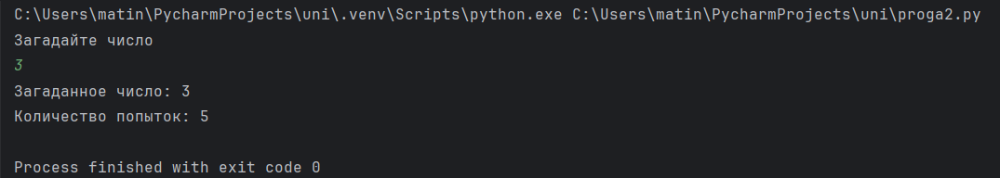 C:\Users\matin\PycharmProjects\uni\.venv\Scripts\python.exe C:\Users\matin\PycharmProjects\uni\proga2.py
Загадайте число
3
Загаданное число: 3
Количество попыток: 5
Process finished with exit code 0